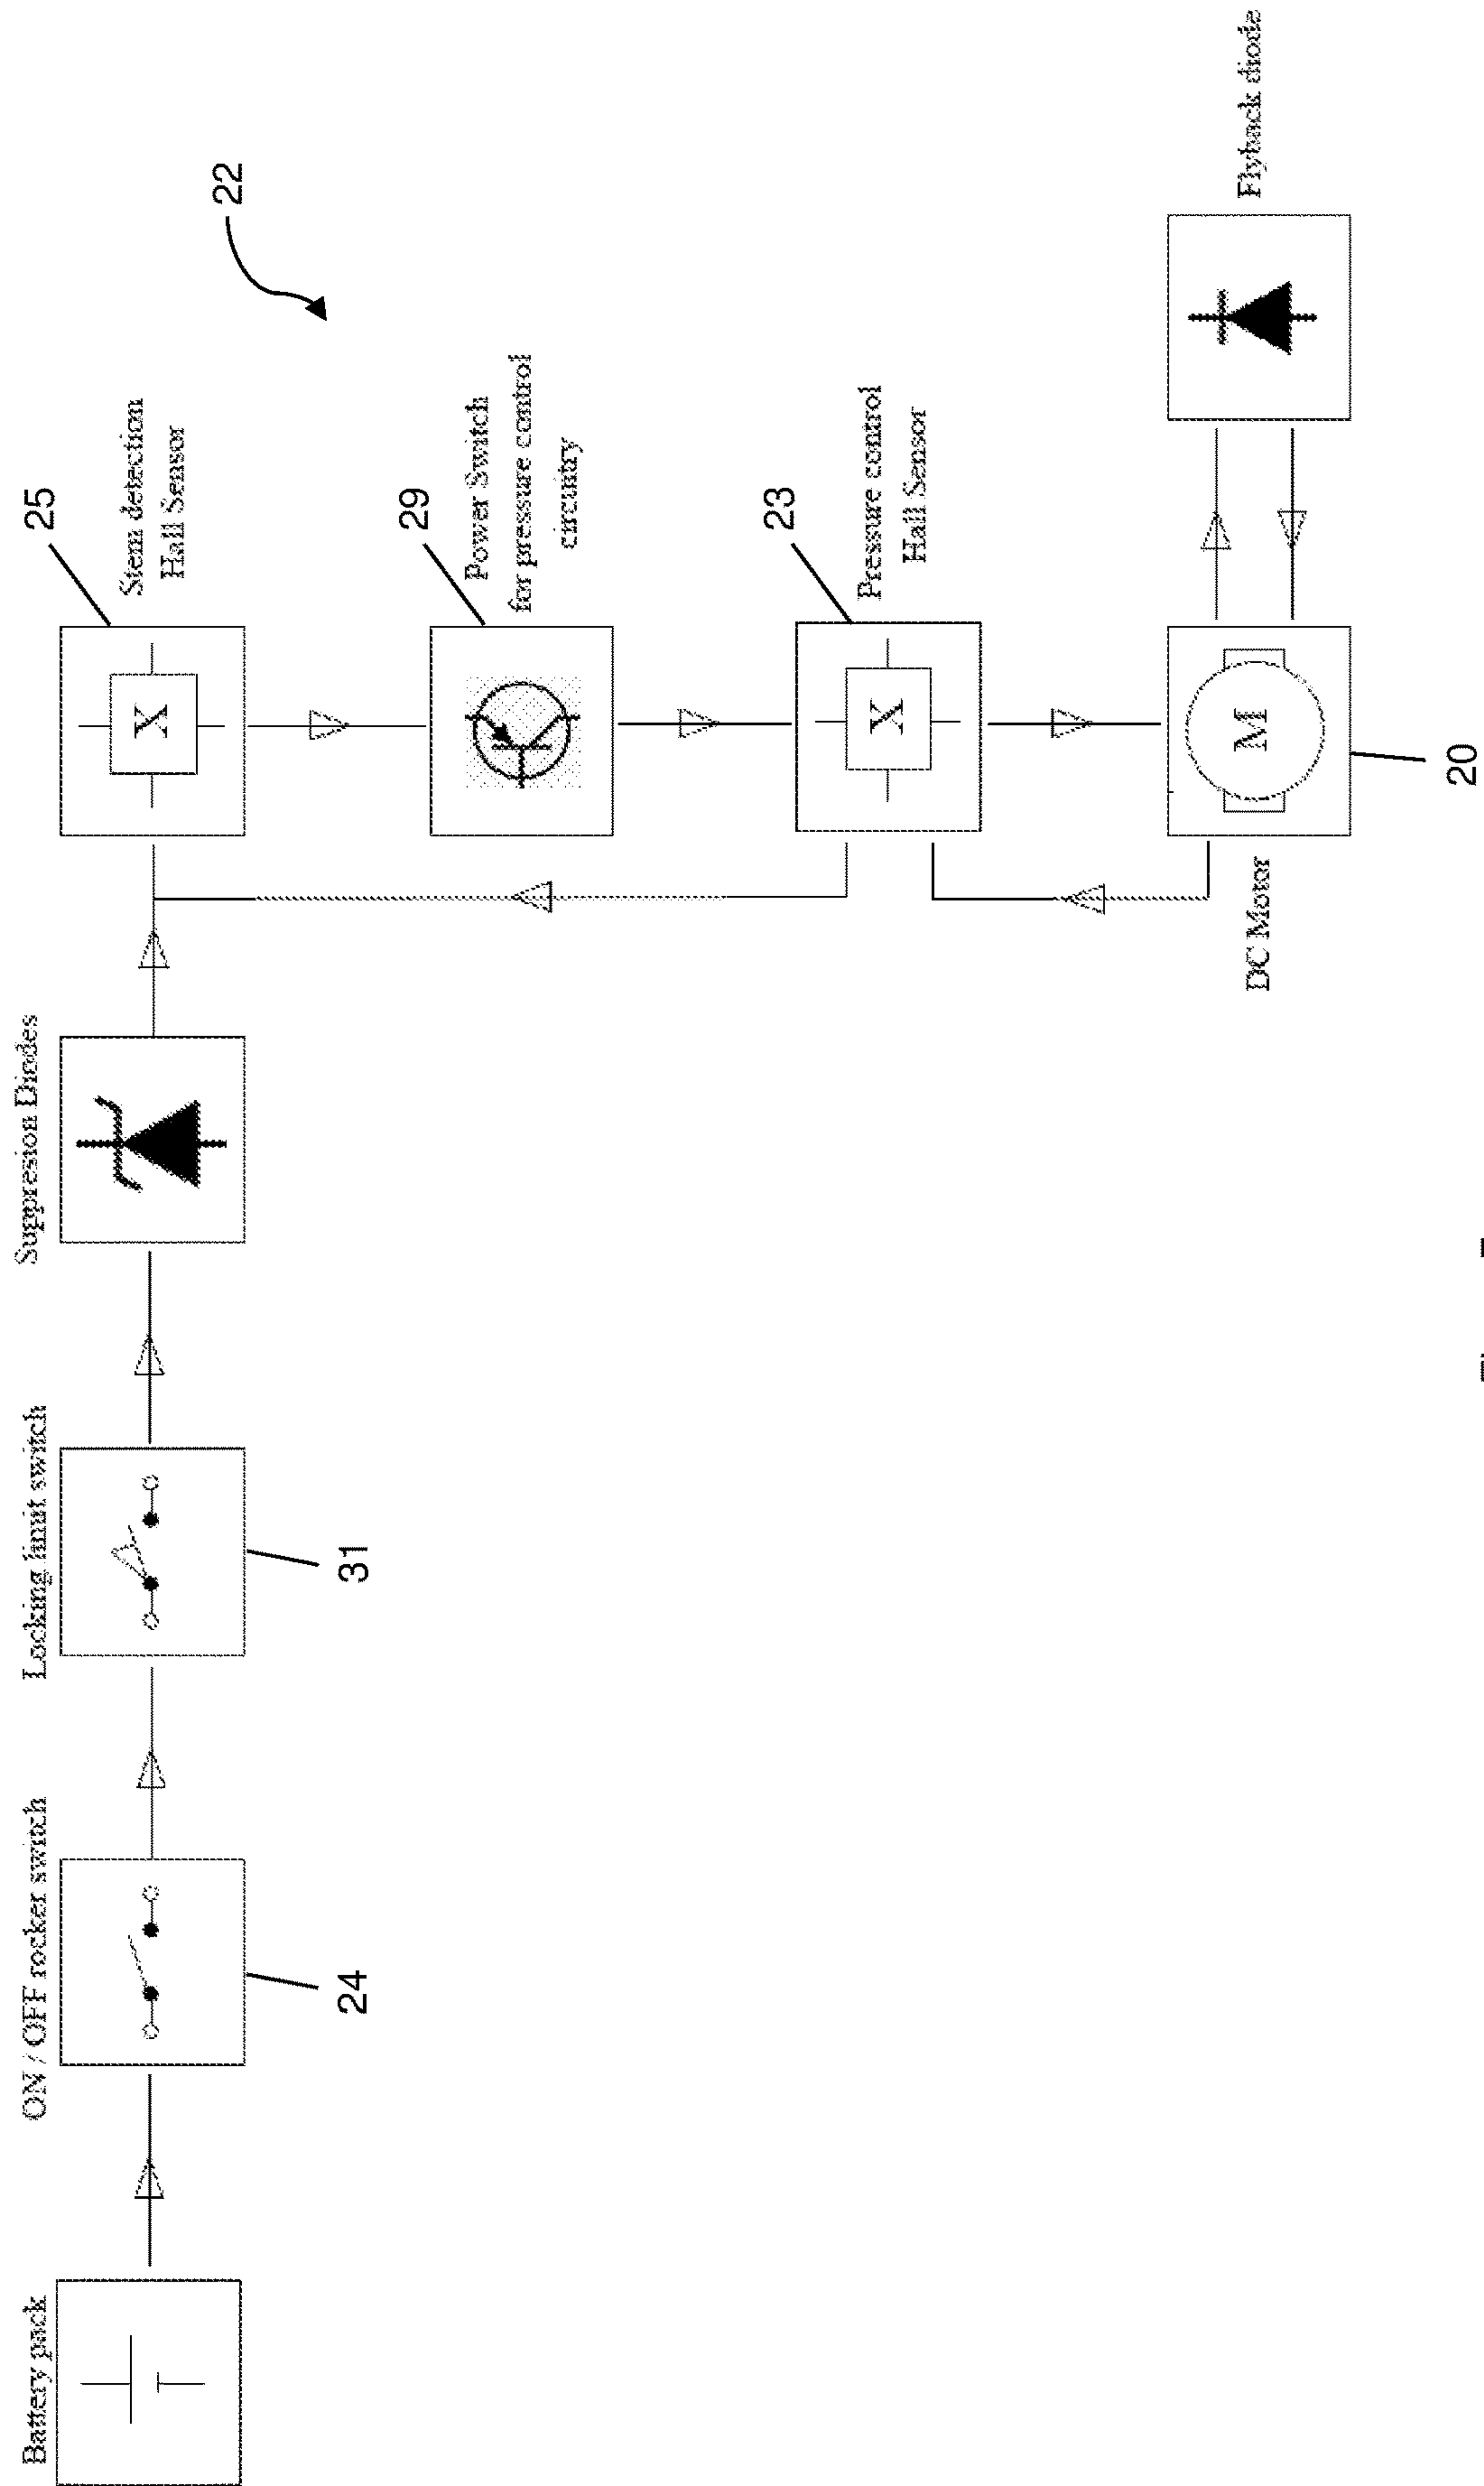 Battery pack
ON / OFF rocker switch
24
Locking limit switch
31
Suppresion Diodes
25
Stem detection
Hall Sensor
22
29
Power Switch
for pressure control
circuitry
23
Pressure control
Hall Sensor
X
X
M
DC Motor
20
Flyback diode